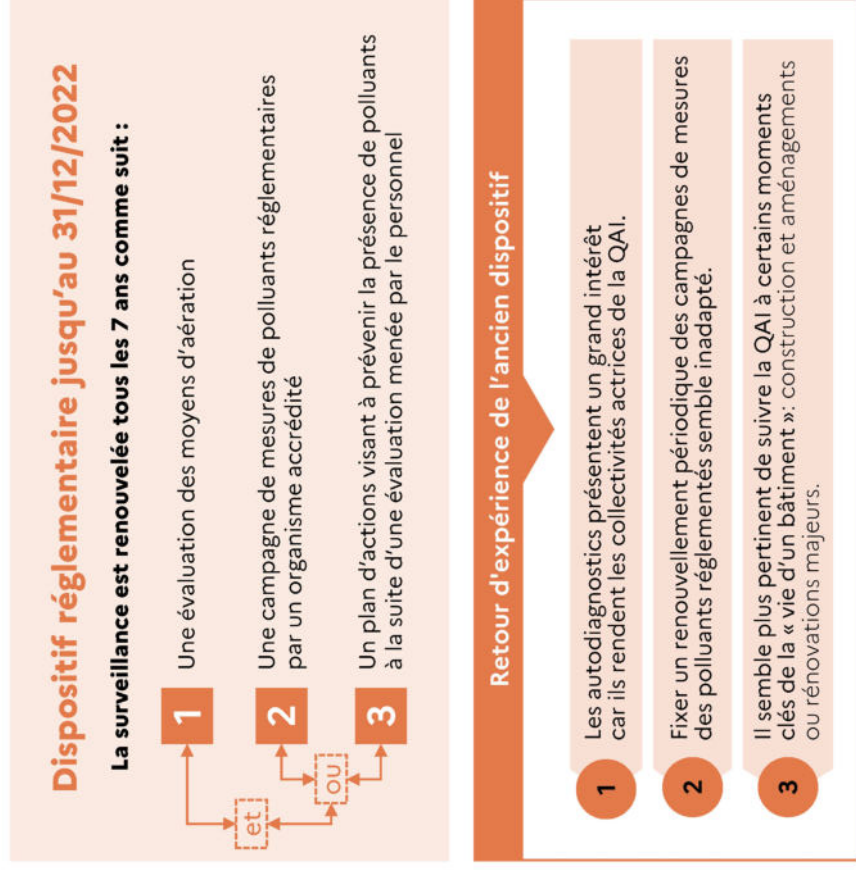 Dispositif réglementaire jusqu'au 31/12/2022
La surveillance est renouvelée tous les 7 ans comme suit :
et
ou
1
Une évaluation des moyens d'aération
2
Une campagne de mesures de polluants réglementaires
par un organisme accrédité
3
Un plan d'actions visant à prévenir la présence de polluants
à la suite d'une évaluation menée par le personnel
Retour d'expérience de l'ancien dispositif
1
Les autodiagnostics présentent un grand intérêt
car ils rendent les collectivités actrices de la QAI.
2
Fixer un renouvellement périodique des campagnes de mesures
des polluants réglementés semble inadapté.
3
Il semble plus pertinent de suivre la QAI à certains moments
clés de la « vie d'un bâtiment »: construction et aménagements
ou rénovations majeurs.